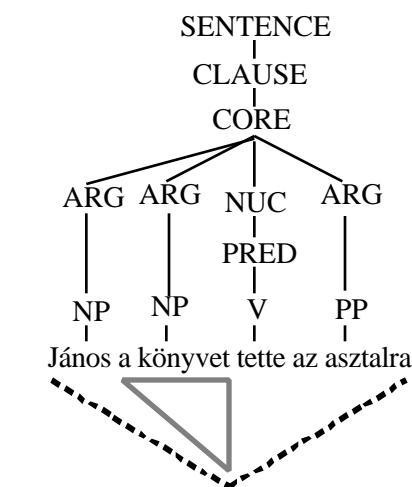 SENTENCE
CLAUSE
CORE
ARG ARG NUC ARG
PRED
NP NP V PP
János a könyvet tette az asztalra